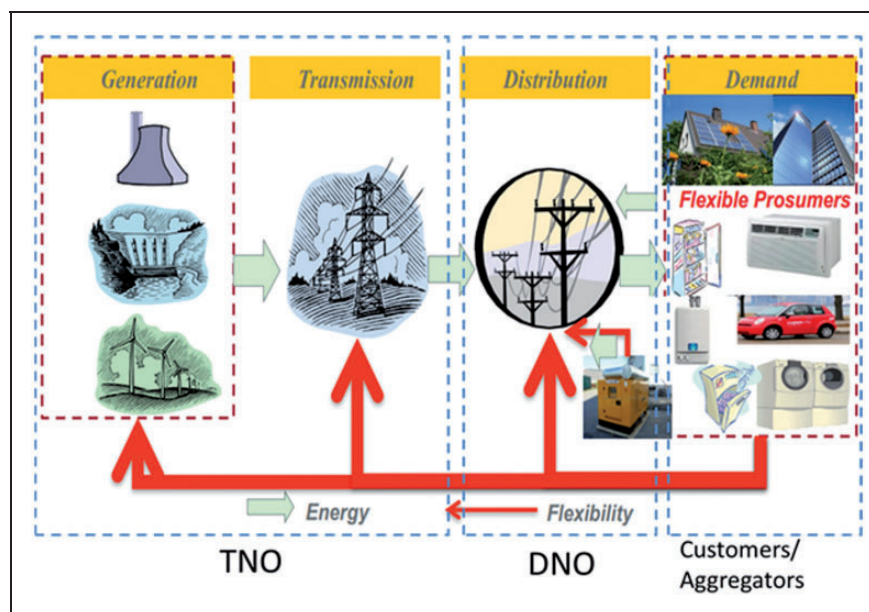 Generation
Transmission
Distribution
Demand
Flexible Prosumers
Energy
Flexibility
TNO
DNO
Customers/
Aggregators